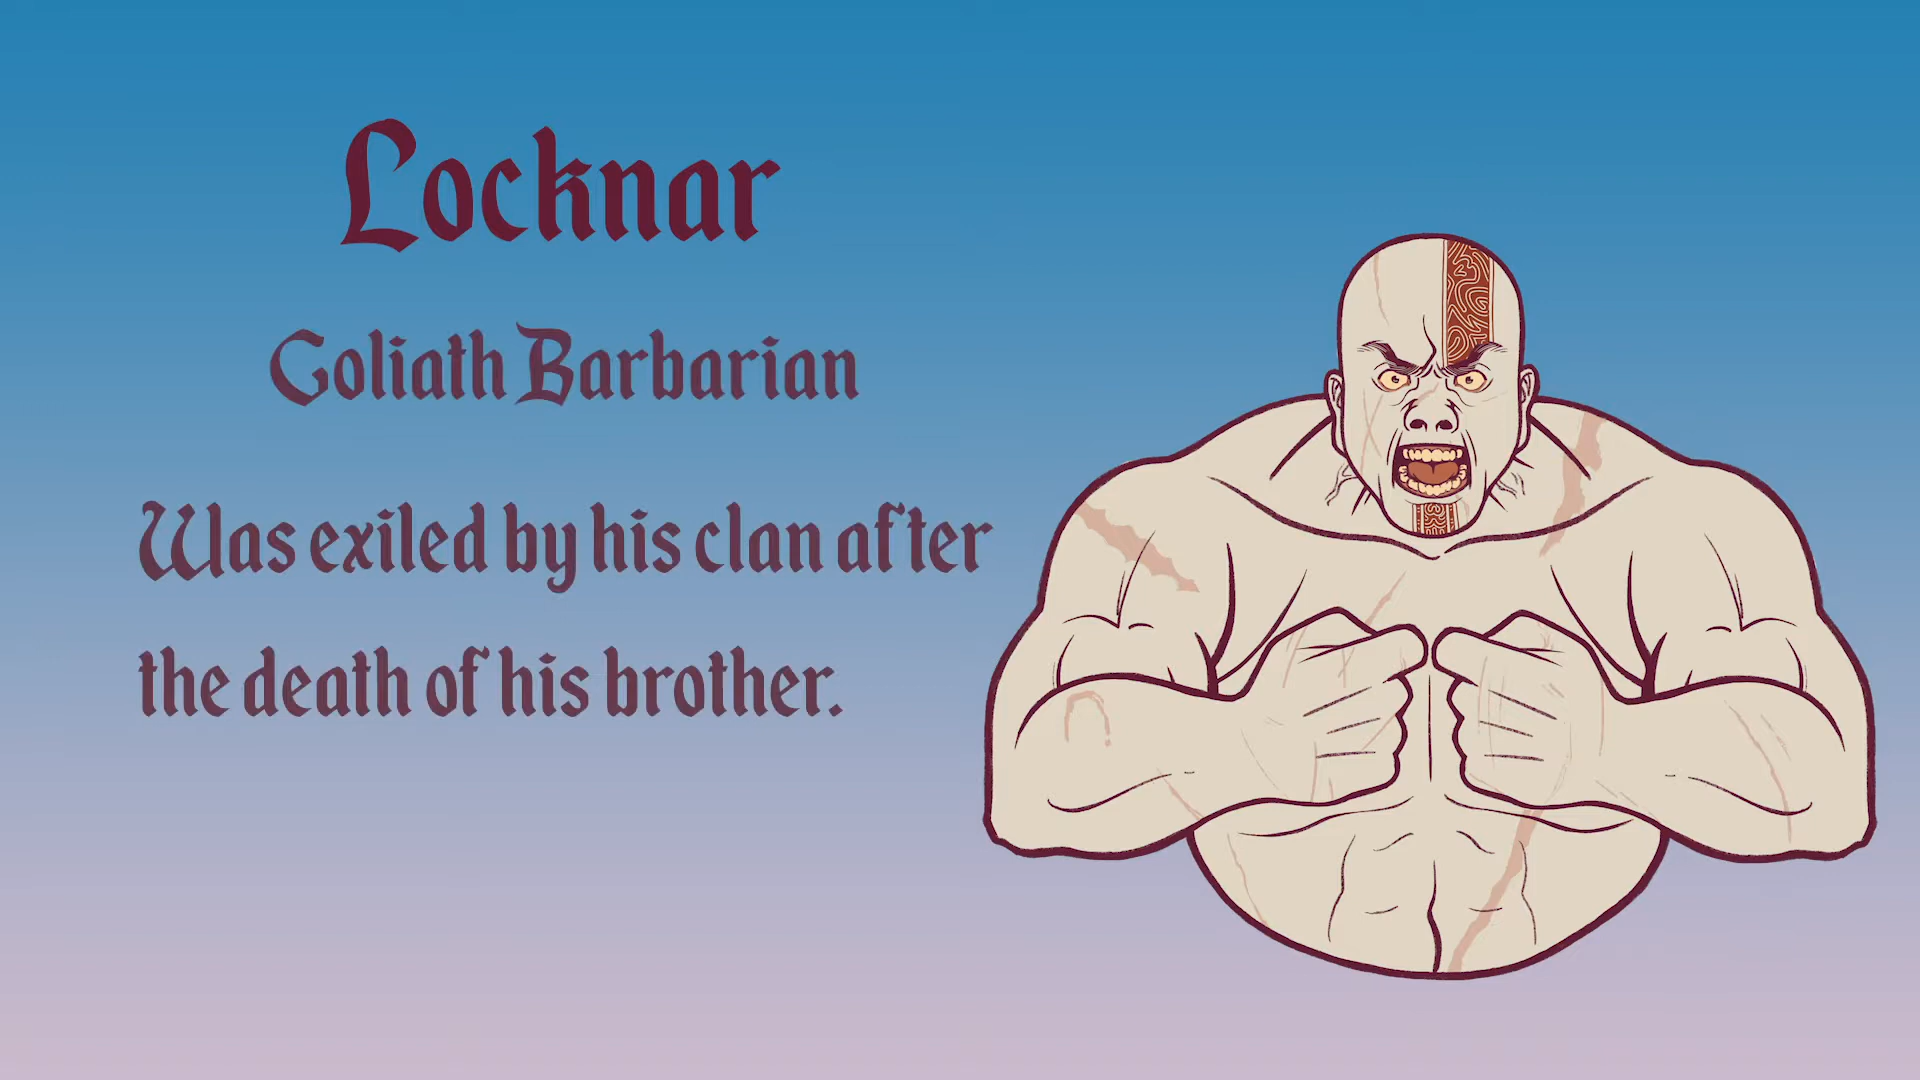 Locknar
Goliath Barbarian
Was exiled by his clan after
the death of his brother.